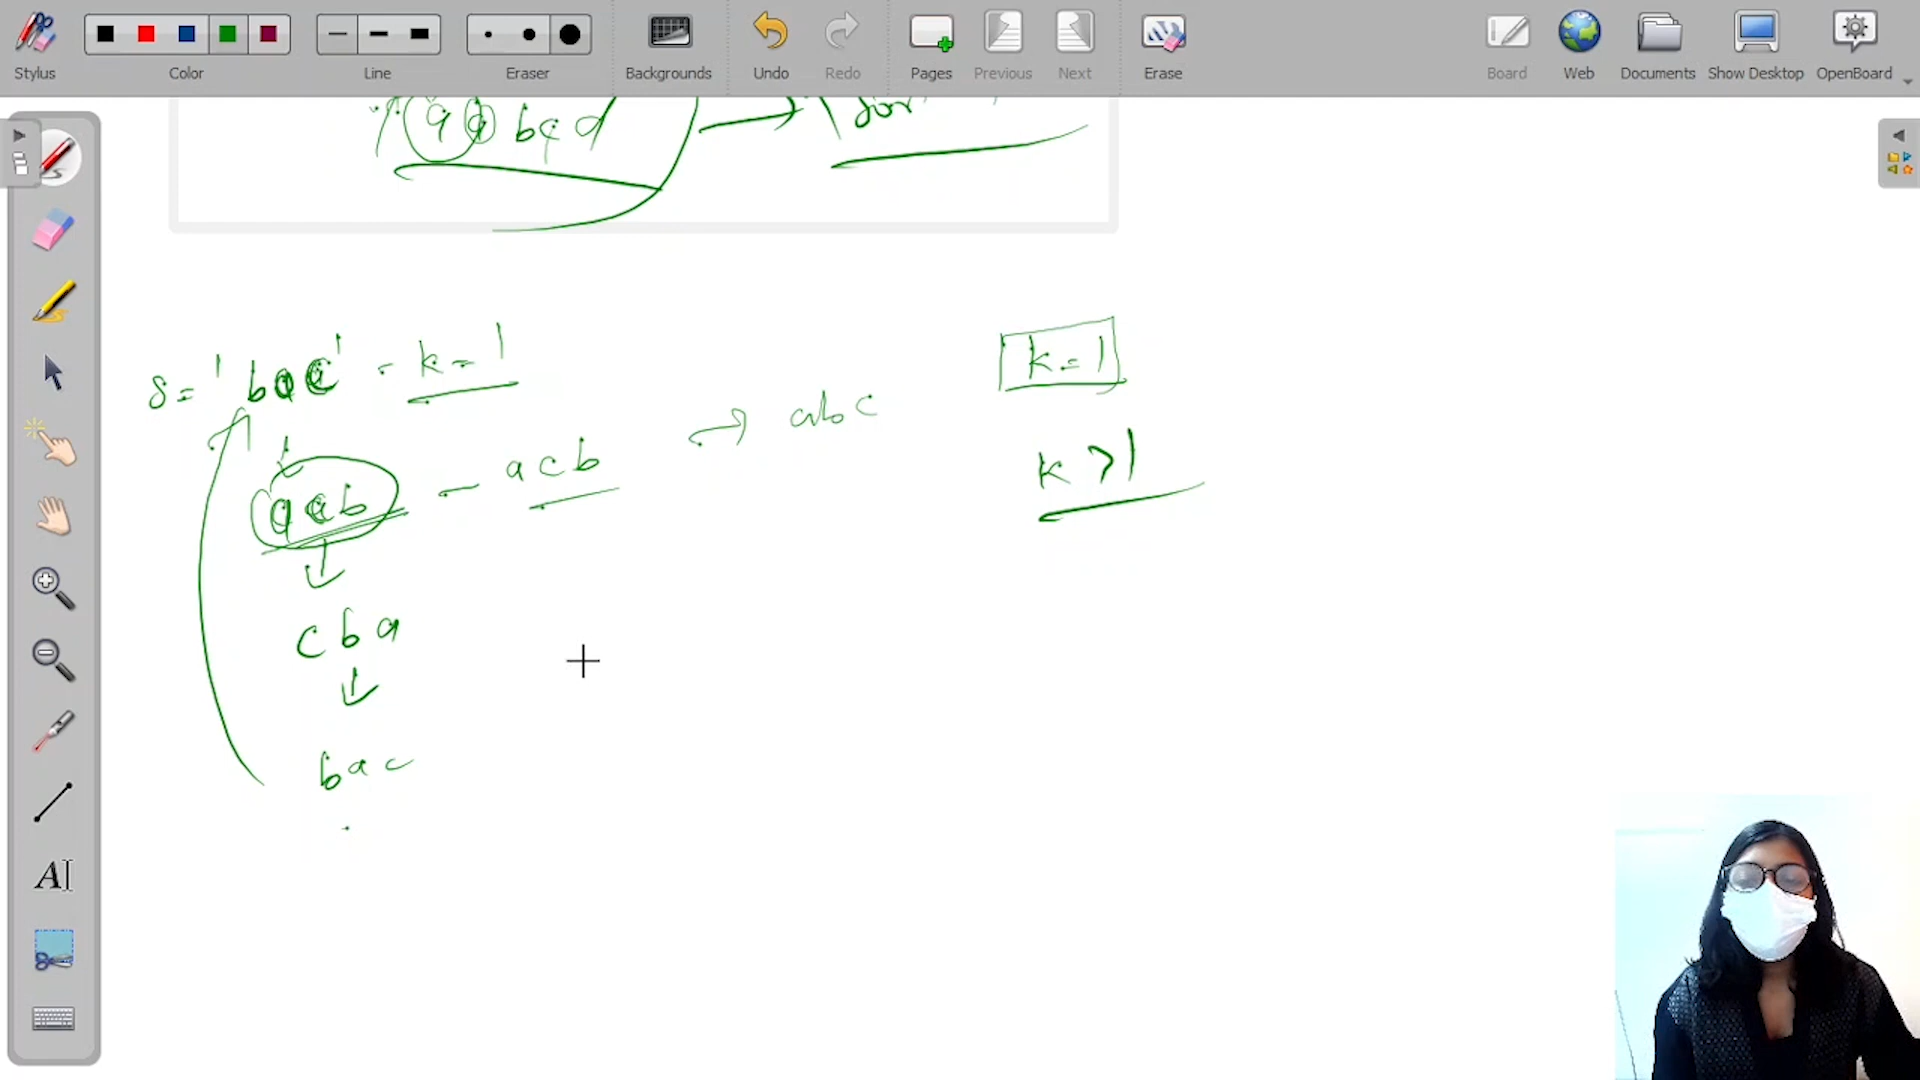 Stylus
Color
Line
Eraser
Backgrounds
Undo
Redo
Pages
Previous
Next
Erase
Board
Web
Documents
Show Desktop
OpenBoard
s = 'bac' - k = 1
k = 1
→ abc
acb - acb
k > 1
cba
bac